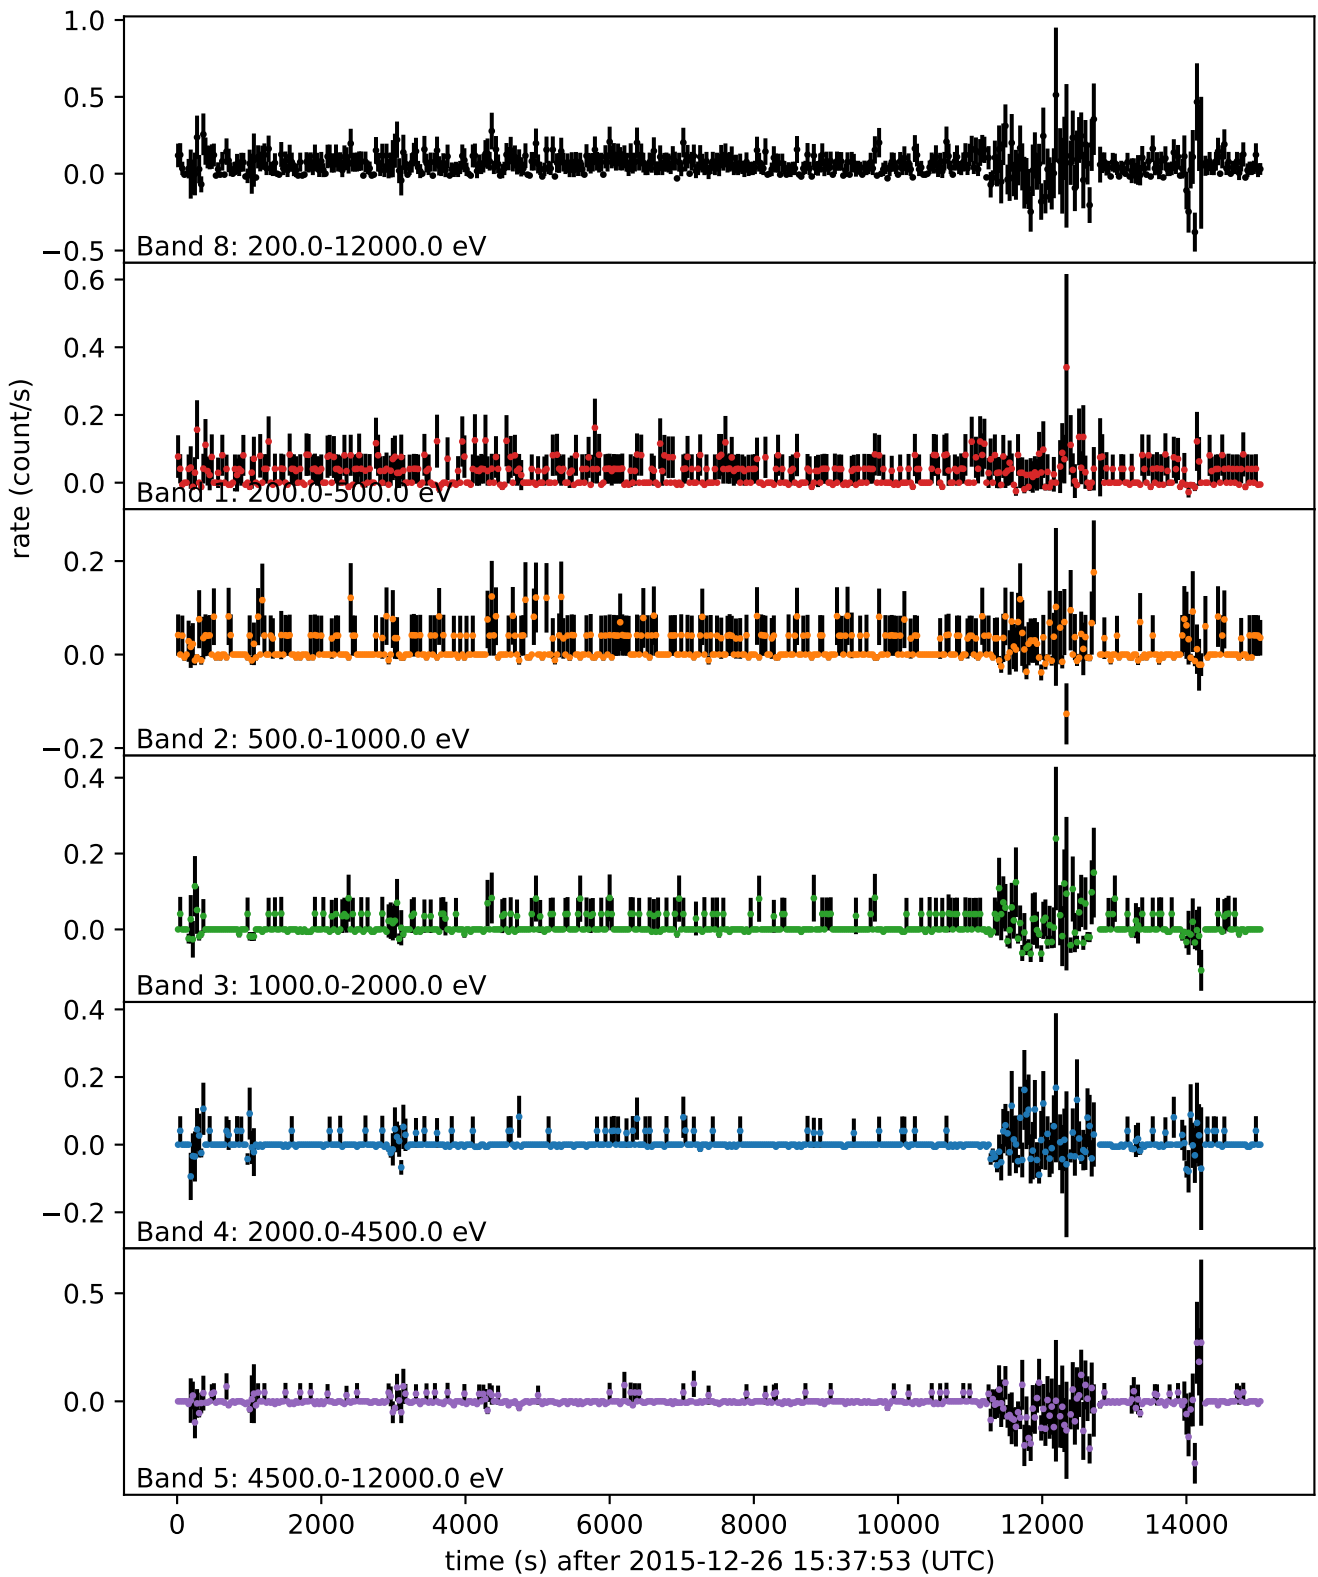 1.0
0.5
0.0
−0.5
Band 8: 200.0-12000.0 eV
0.6
0.4
0.2
0.0
Band 1: 200.0-500.0 eV
rate (count/s)
0.2
0.0
−0.2
Band 2: 500.0-1000.0 eV
0.4
0.2
0.0
Band 3: 1000.0-2000.0 eV
0.4
0.2
0.0
−0.2
Band 4: 2000.0-4500.0 eV
0.5
0.0
Band 5: 4500.0-12000.0 eV
0 2000 4000 6000 8000 10000 12000 14000
time (s) after 2015-12-26 15:37:53 (UTC)